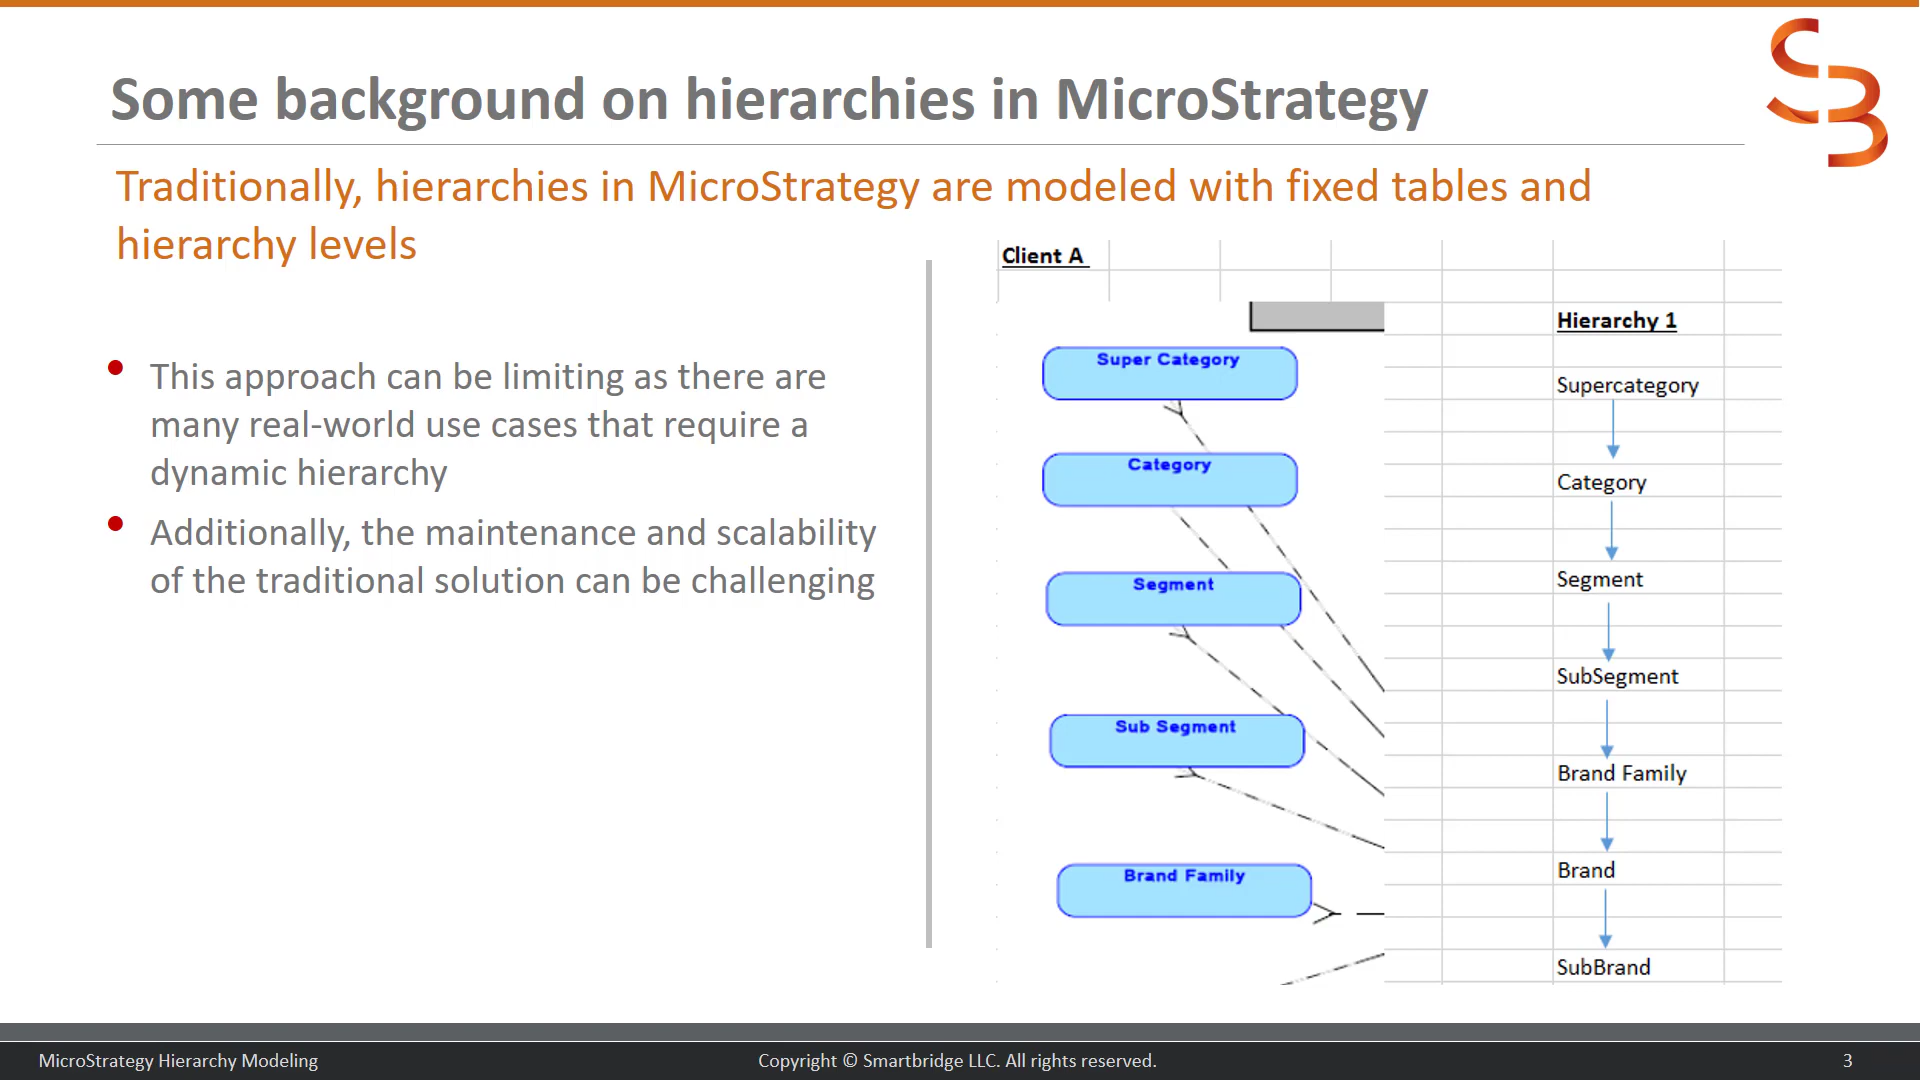 Some background on hierarchies in MicroStrategy
Traditionally, hierarchies in MicroStrategy are modeled with fixed tables and
hierarchy levels
This approach can be limiting as there are
many real-world use cases that require a
dynamic hierarchy
Additionally, the maintenance and scalability
of the traditional solution can be challenging
Client A
Super Category
Category
Segment
Sub Segment
Brand Family
Hierarchy 1
Supercategory
Category
Segment
SubSegment
Brand Family
Brand
SubBrand
MicroStrategy Hierarchy Modeling
Copyright © Smartbridge LLC. All rights reserved.
3